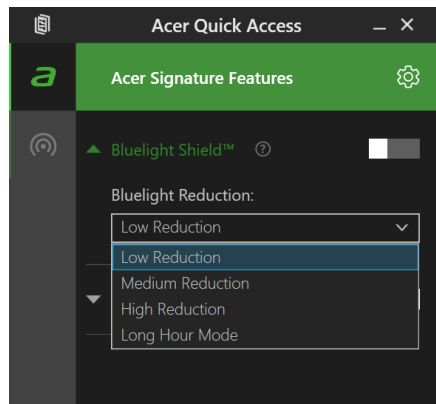 Acer Quick Access
Acer Signature Features
Bluelight Shield™ ?
Bluelight Reduction:
Low Reduction
Low Reduction
Medium Reduction
High Reduction
Long Hour Mode